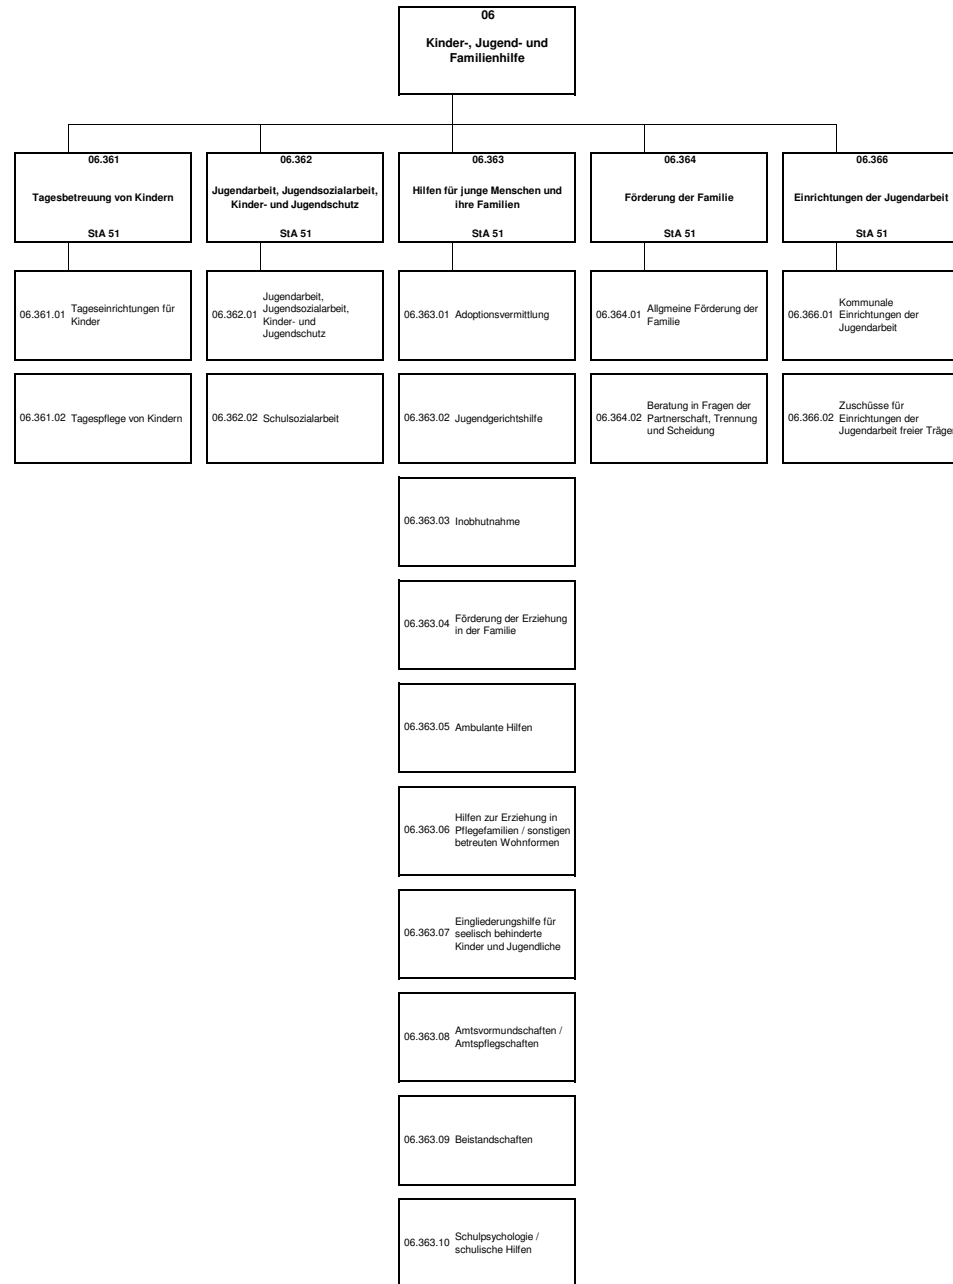 06
Kinder-, Jugend- und
Familienhilfe
06.361
Tagesbetreuung von Kindern
StA 51
06.362
Jugendarbeit, Jugendsozialarbeit,
Kinder- und Jugendschutz
StA 51
06.363
Hilfen für junge Menschen und
ihre Familien
StA 51
06.364
Förderung der Familie
StA 51
06.366
Einrichtungen der Jugendarbeit
StA 51
06.361.01 Tageseinrichtungen für
Kinder
06.362.01 Jugendarbeit,
Jugendsozialarbeit,
Kinder- und
Jugendschutz
06.363.01 Adoptionsvermittlung
06.364.01 Allgmeine Förderung der
Familie
06.366.01 Kommunale
Einrichtungen der
Jugendarbeit
06.361.02 Tagespflege von Kindern
06.362.02 Schulsozialarbeit
06.363.02 Jugendgerichtshilfe
06.364.02 Beratung in Fragen der
Partnerschaft, Trennung
und Scheidung
06.366.02 Zuschüsse für
Einrichtungen der
Jugendarbeit freier Träger
06.363.03 Inobhutnahme
06.363.04 Förderung der Erziehung
in der Familie
06.363.05 Ambulante Hilfen
06.363.06 Hilfen zur Erziehung in
Pflegefamilien / sonstigen
betreuten Wohnformen
06.363.07 Eingliederungshilfe für
seelisch behinderte
Kinder und Jugendliche
06.363.08 Amtsvormundschaften /
Amtspflegschaften
06.363.09 Beistandschaften
06.363.10 Schulpsychologie /
schulische Hilfen